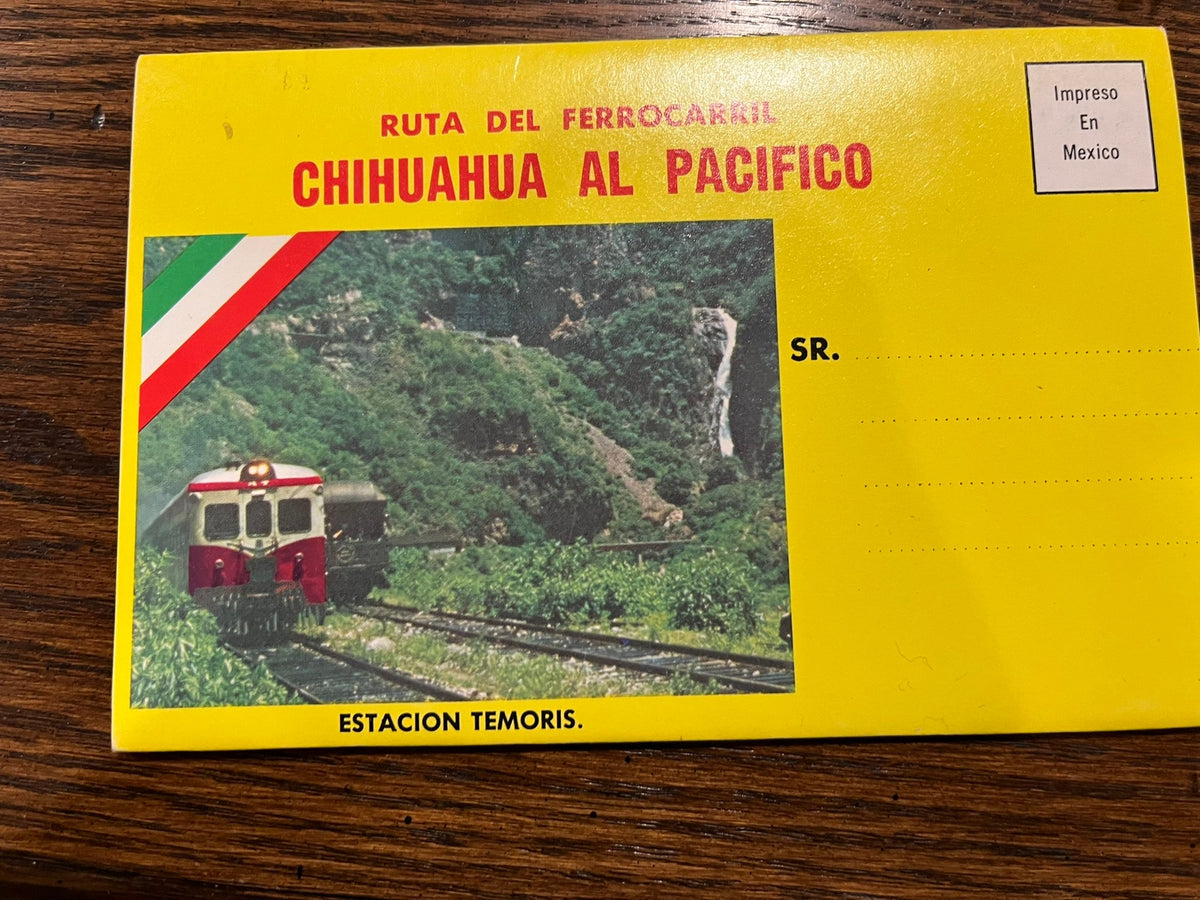 RUTA DEL FERROCARRIL
CHIHUAHUA AL PACIFICO
Impreso
En
Mexico
SR.
ESTACION TEMORIS.